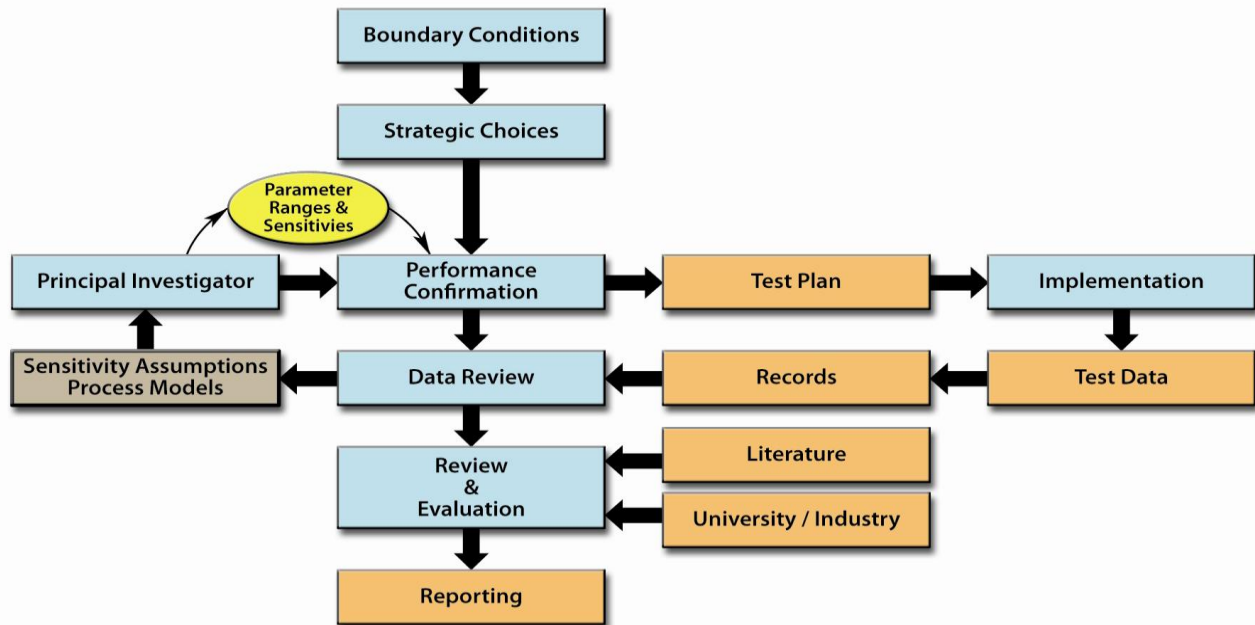 Boundary Conditions
Strategic Choices
Parameter
Ranges &
Sensitivies
Principal Investigator
Performance
Confirmation
Test Plan
Implementation
Sensitivity Assumptions
Process Models
Data Review
Records
Test Data
Review
&
Evaluation
Literature
University / Industry
Reporting